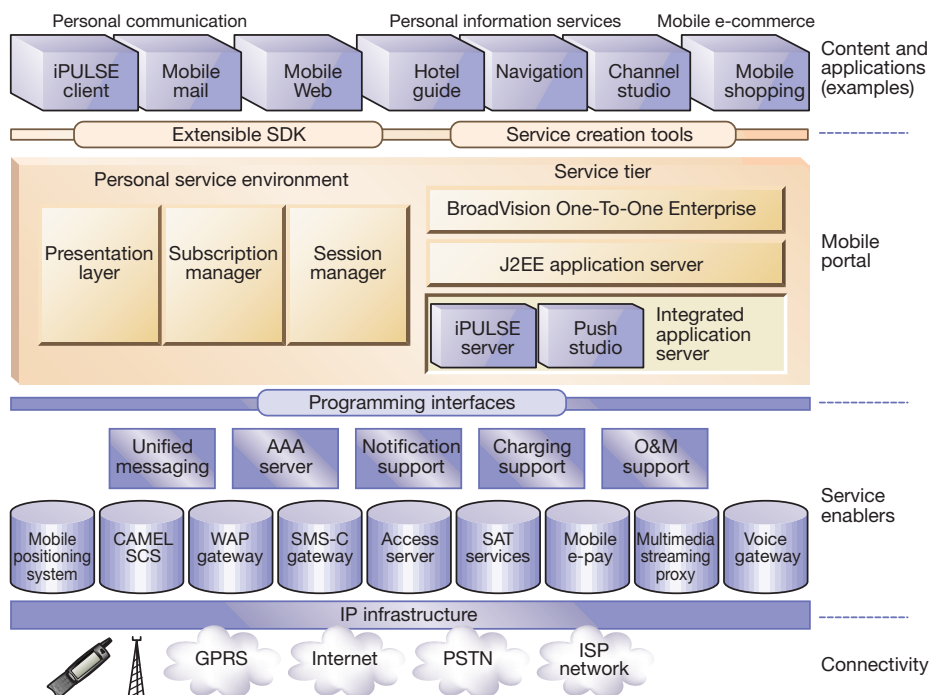 Personal communication
Personal information services
Mobile e-commerce
iPULSE
client
Mobile
mail
Mobile
Web
Hotel
guide
Navigation
Channel
studio
Mobile
shopping
Content and
applications
(examples)
Extensible SDK
Service creation tools
Personal service environment
Presentation
layer
Subscription
manager
Session
manager
Service tier
BroadVision One-To-One Enterprise
J2EE application server
iPULSE
server
Push
studio
Integrated
application
server
Mobile
portal
Programming interfaces
Unified
messaging
AAA
server
Notification
support
Charging
support
O&M
support
Mobile
positioning
system
CAMEL
SCS
WAP
gateway
SMS-C
gateway
Access
server
SAT
services
Mobile
e-pay
Multimedia
streaming
proxy
Voice
gateway
Service
enablers
IP infrastructure
GPRS
Internet
PSTN
ISP
network
Connectivity